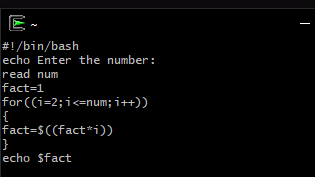 ~
#!/bin/bash
echo Enter the number:
read num
fact=1
for((i=2;i<=num;i++))
{
fact=$((fact*i))
}
echo $fact